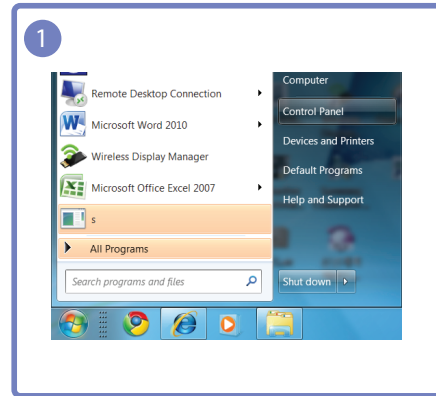 1
Remote Desktop Connection
Microsoft Word 2010
Wireless Display Manager
Microsoft Office Excel 2007
s
All Programs
Search programs and files
Computer
Control Panel
Devices and Printers
Default Programs
Help and Support
Shut down